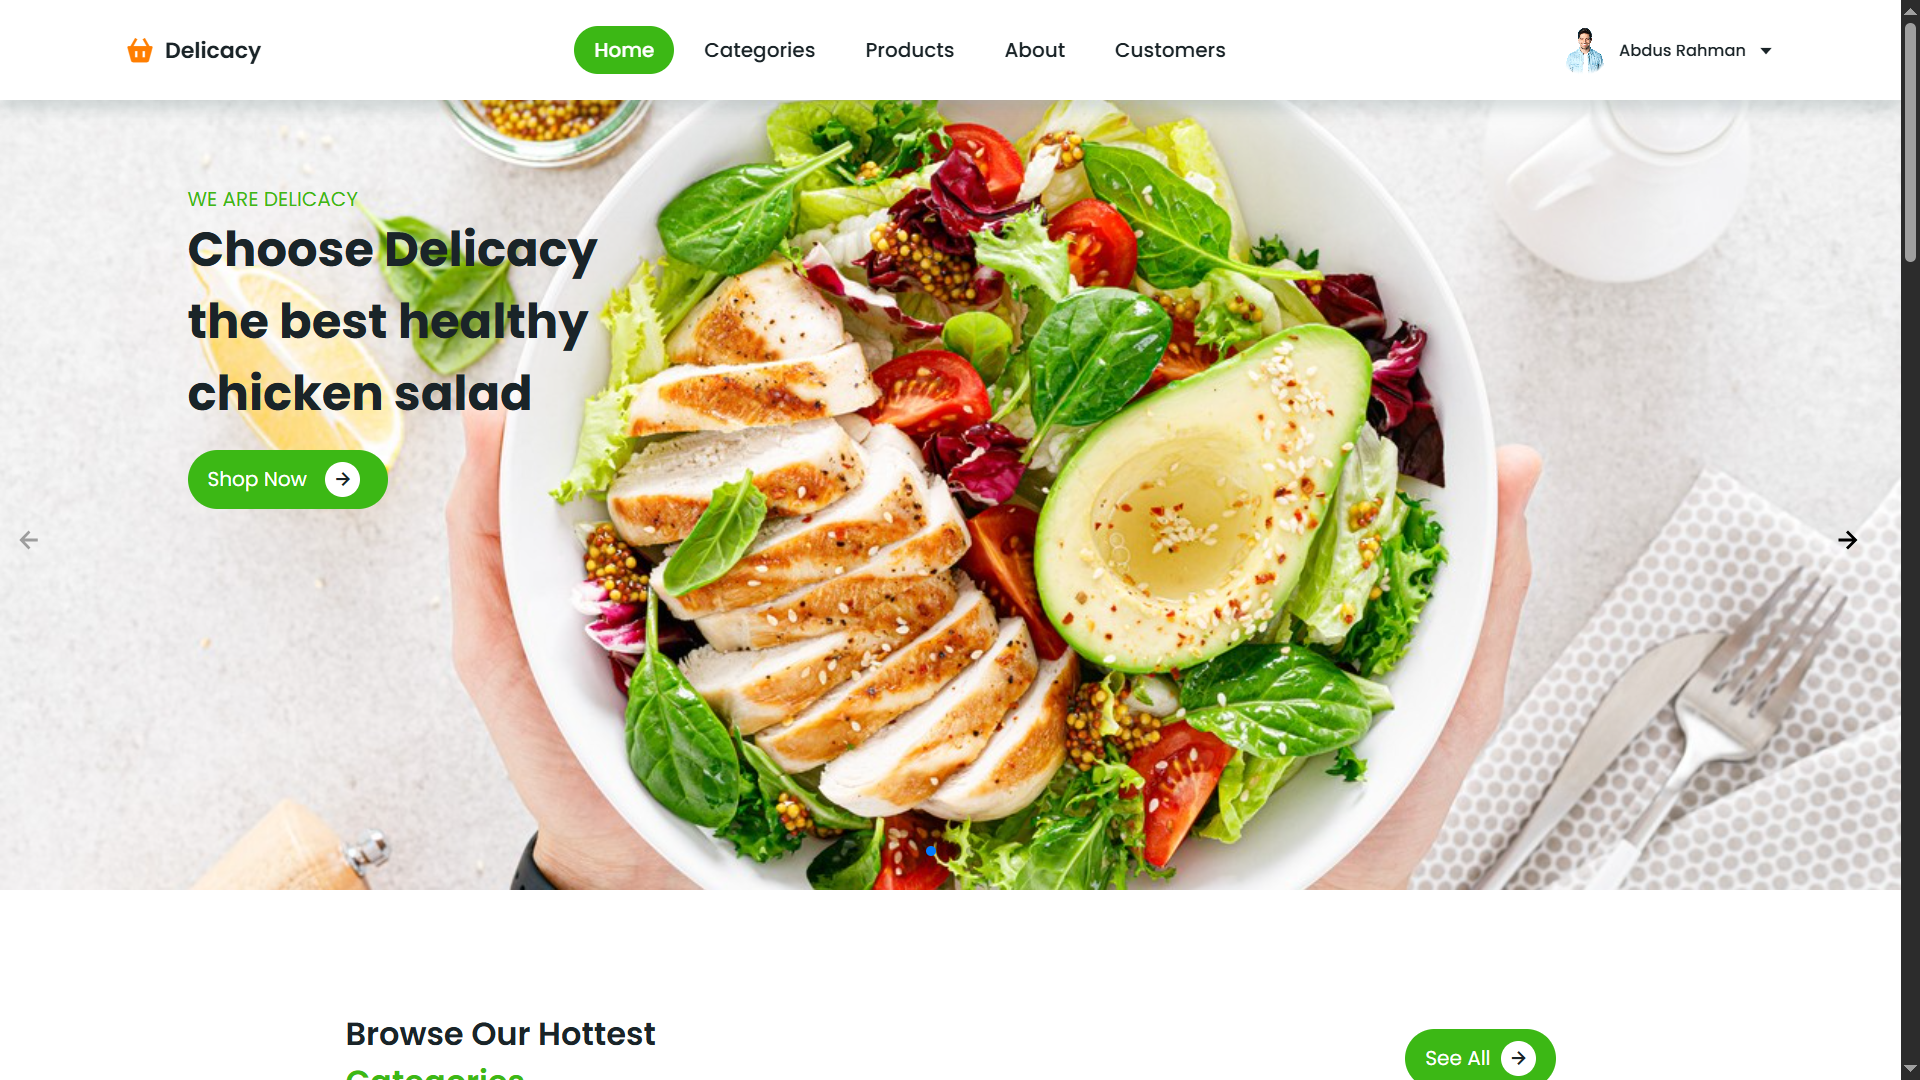 Delicacy
Home
Categories
Products
About
Customers
Abdus Rahman
WE ARE DELICACY
Choose Delicacy
the best healthy
chicken salad
Shop Now
Browse Our Hottest
Categories
See All